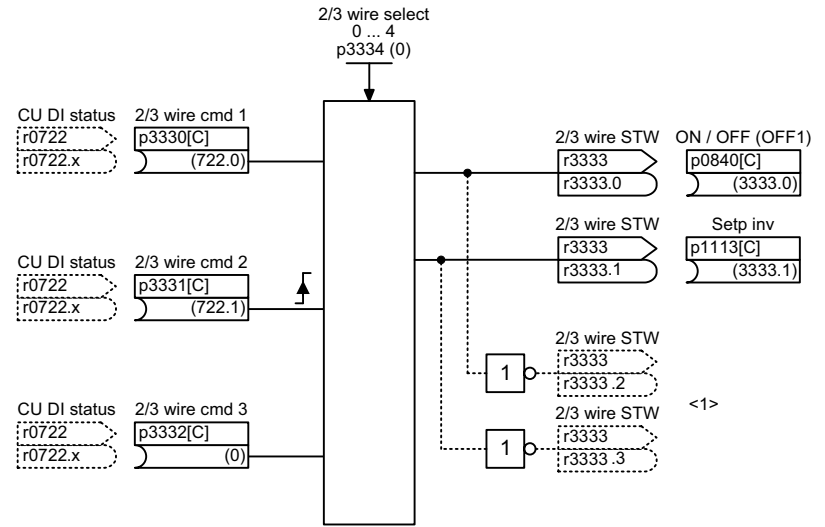 2/3 wire select
0 ... 4
p3334 (0)
CU DI status
r0722
r0722.x
2/3 wire cmd 1
p3330[C]
(722.0)
2/3 wire STW
r3333
r3333.0
ON / OFF (OFF1)
p0840[C]
(3333.0)
2/3 wire STW
r3333
r3333.1
Setp inv
p1113[C]
(3333.1)
CU DI status
r0722
r0722.x
2/3 wire cmd 2
p3331[C]
(722.1)
1
2/3 wire STW
r3333
r3333.2
<1>
CU DI status
r0722
r0722.x
2/3 wire cmd 3
p3332[C]
(0)
1
2/3 wire STW
r3333
r3333.3